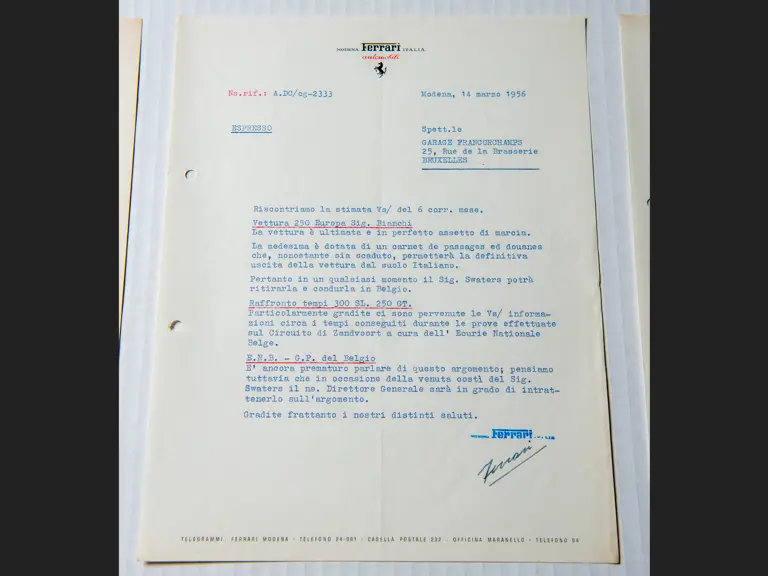 MODENA Ferrari ITALIA
automobili
Ns.rif.: A.DG/cg-2333
Modena, 14 marzo 1956
ESPRESSO
Spett.le
GARAGE FRANCORCHAMPS
25, Rue de la Brasserie
BRUXELLES
Riscontriamo la stimata Vs/ del 6 corr. mese.
Vettura 250 Europa Sig. Bianchi
La vettura è ultimata e in perfetto assetto di marcia.
La medesima è dotata di un carnet de passages ed douanes
che, nonostante sia scaduto, permetterà la definitiva
uscita della vettura dal suolo Italiano.
Pertanto in un qualsiasi momento il Sig. Swaters potrà
ritirarla e condurla in Belgio.
Raffronto tempi 300 SL. 250 GT.
Particolarmente gradite ci sono pervenute le Vs/ informa-
zioni circa i tempi conseguiti durante le prove effettuate
sul Circuito di Zandvoort a cura dell' Ecurie Nationale
Belge.
E.N.B. - G.P. del Belgio
E' ancora prematuro parlare di questo argomento; pensiamo
tuttavia che in occasione della venuta costì del Sig.
Swaters il ns. Direttore Generale sarà in grado di intrat-
tenerlo sull'argomento.
Gradite frattanto i nostri distinti saluti.
Ferrari
Ferrari
TELEGRAMMI: FERRARI MODENA - TELEFONO 24-081 - CASELLA POSTALE 232 - OFFICINA MARANELLO - TELEFONO 04